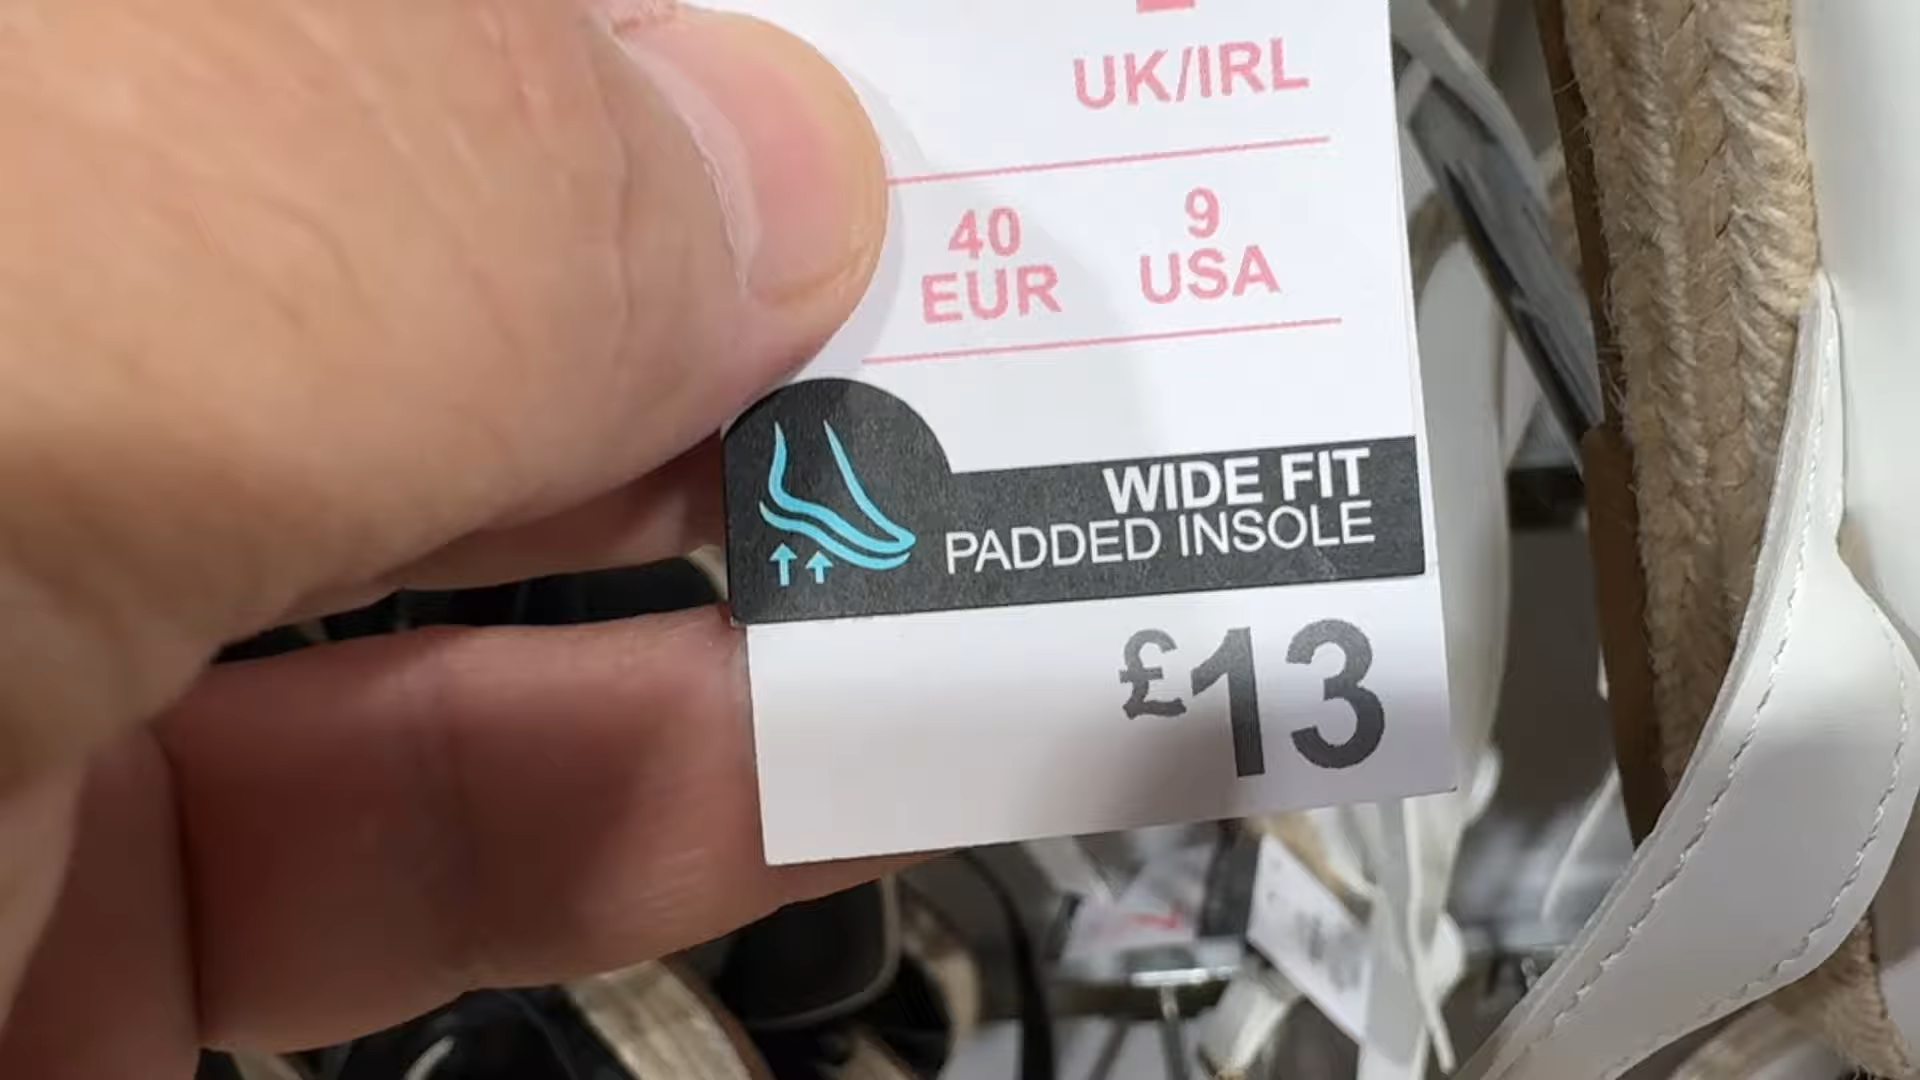 UK/IRL
40 9
EUR USA
WIDE FIT
PADDED INSOLE
£13